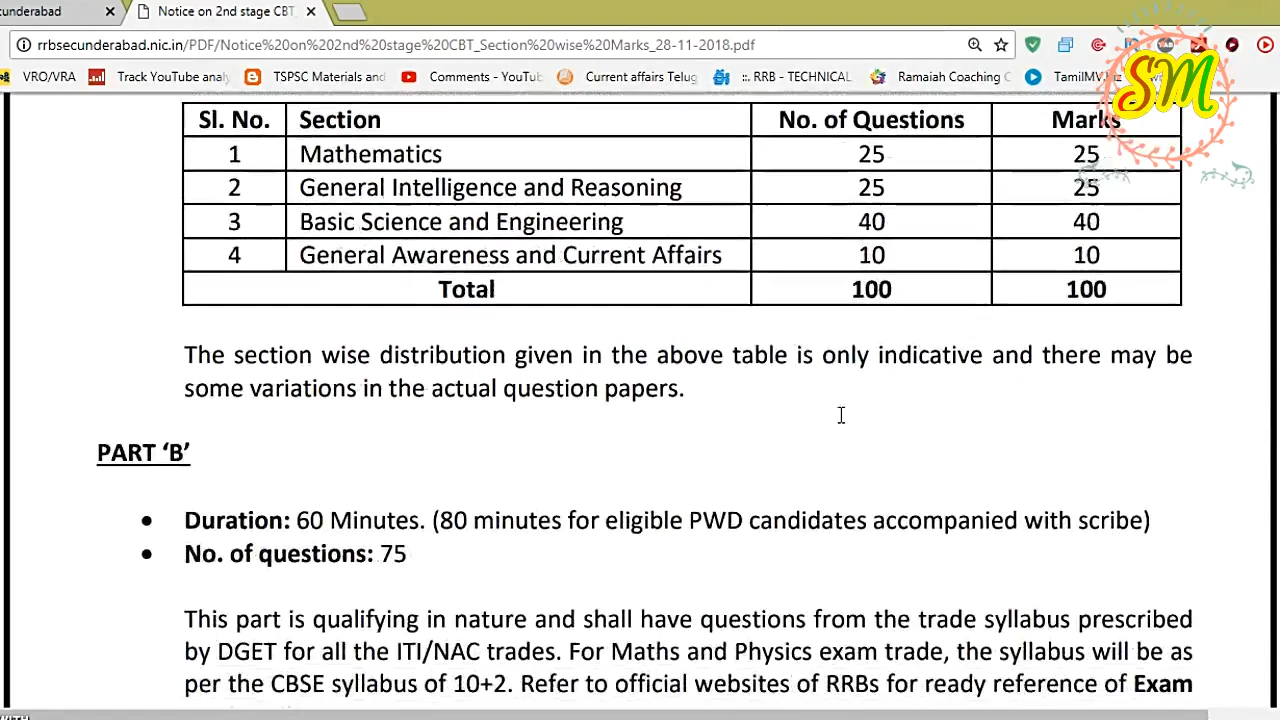 cunderabad
Notice on 2nd stage CBT
rrbsecunderabad.nic.in/PDF/Notice%20on%202nd%20stage%20CBT_Section%20wise%20Marks_28-11-2018.pdf
VRO/VRA Track YouTube analy TSPSC Materials and Comments - YouTub Current affairs Telug ::. RRB - TECHNICAL Ramaiah Coaching C TamilMV.
SM
Sl. No. Section No. of Questions Marks
1 Mathematics 25 25
2 General Intelligence and Reasoning 25 25
3 Basic Science and Engineering 40 40
4 General Awareness and Current Affairs 10 10
Total 100 100
The section wise distribution given in the above table is only indicative and there may be
some variations in the actual question papers.
PART ‘B’
• Duration: 60 Minutes. (80 minutes for eligible PWD candidates accompanied with scribe)
• No. of questions: 75
This part is qualifying in nature and shall have questions from the trade syllabus prescribed
by DGET for all the ITI/NAC trades. For Maths and Physics exam trade, the syllabus will be as
per the CBSE syllabus of 10+2. Refer to official websites of RRBs for ready reference of Exam